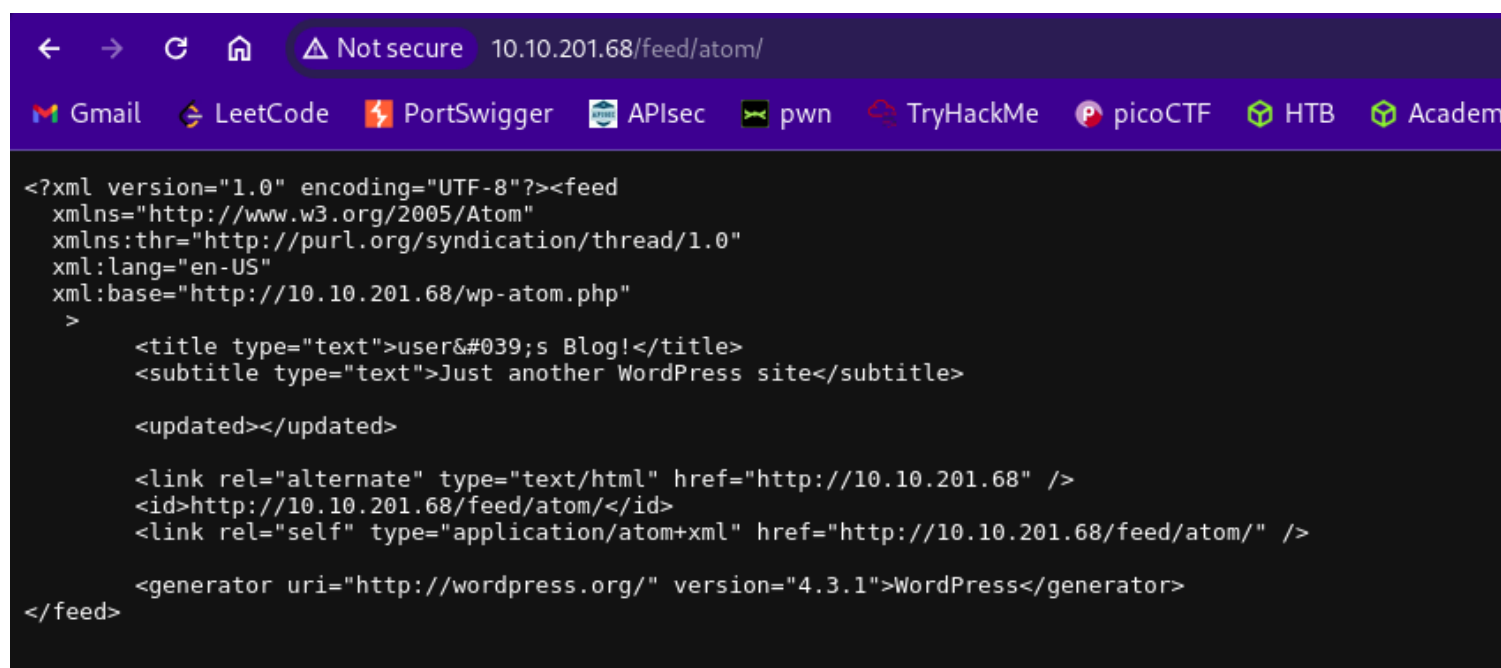 Not secure 10.10.201.68/feed/atom/
Gmail LeetCode PortSwigger APIsec pwn TryHackMe picoCTF HTB Academ
<?xml version="1.0" encoding="UTF-8"?><feed
  xmlns="http://www.w3.org/2005/Atom"
  xmlns:thr="http://purl.org/syndication/thread/1.0"
  xml:lang="en-US"
  xml:base="http://10.10.201.68/wp-atom.php"
   >
        <title type="text">user&#039;s Blog!</title>
        <subtitle type="text">Just another WordPress site</subtitle>
        <updated></updated>
        <link rel="alternate" type="text/html" href="http://10.10.201.68" />
        <id>http://10.10.201.68/feed/atom/</id>
        <link rel="self" type="application/atom+xml" href="http://10.10.201.68/feed/atom/" />
        <generator uri="http://wordpress.org/" version="4.3.1">WordPress</generator>
</feed>